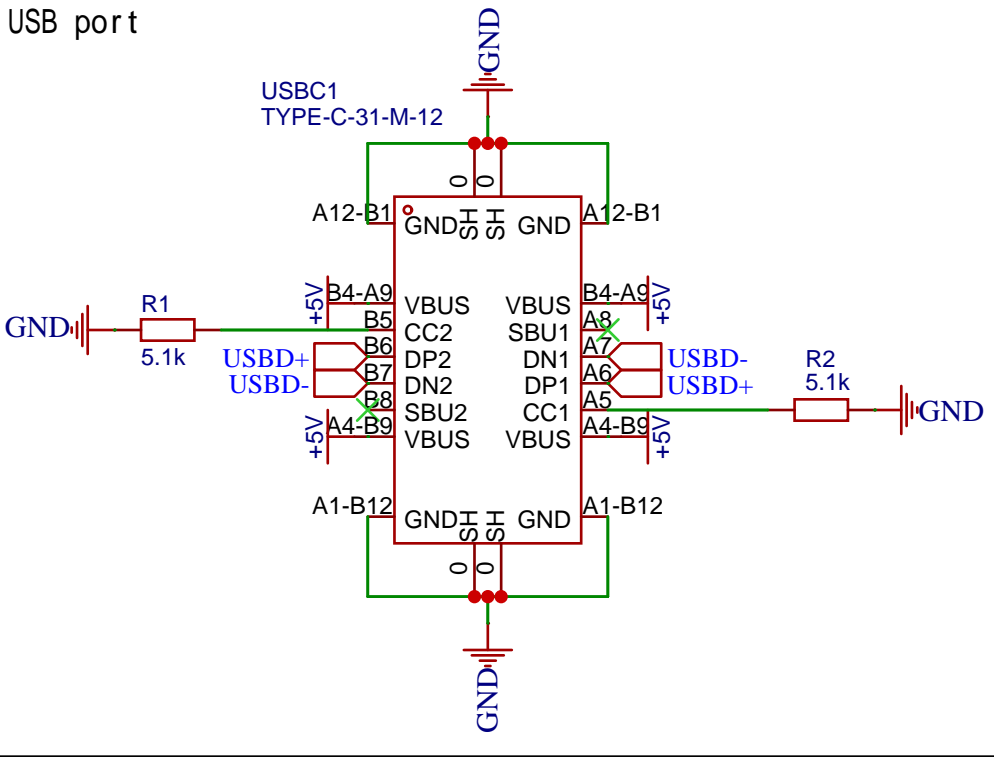 USB port
GND
USBC1
TYPE-C-31-M-12
0 0
A12-B1 GND SH SH GND A12-B1
+5V B4-A9 VBUS VBUS B4-A9 +5V
GND R1 B5 CC2 SBU1 A8
5.1k
USBD+ B6 DP2 DN1 A7 USBD-
USBD- B7 DN2 DP1 A6 USBD+
B8 SBU2 CC1 A5 R2 GND
5.1k
+5V A4-B9 VBUS VBUS A4-B9 +5V
A1-B12 GND SH SH GND A1-B12
0 0
GND